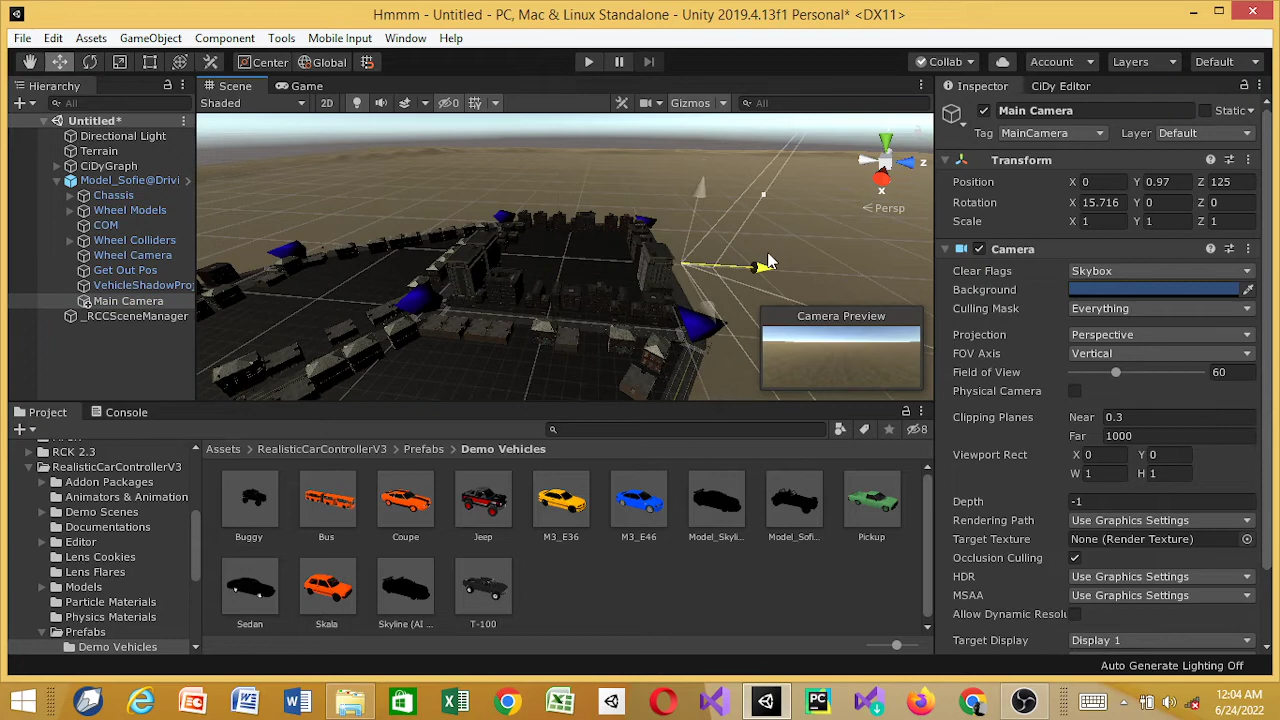 Hmmm - Untitled - PC, Mac & Linux Standalone - Unity 2019.4.13f1 Personal* <DX11>
File Edit Assets GameObject Component Tools Mobile Input Window Help
Center Global Collab Account Layers Default
Hierarchy
All
Untitled*
Directional Light
Terrain
CiDyGraph
Model_Sofie@Drivi
Chassis
Wheel Models
COM
Wheel Colliders
Wheel Camera
Get Out Pos
VehicleShadowProj
Main Camera
_RCCSceneManager
Scene Game
Shaded 2D 0 Gizmos All
z
x
Persp
Camera Preview
Inspector CiDy Editor
Main Camera Static
Tag MainCamera Layer Default
Transform
Position X 0 Y 0.97 Z 125
Rotation X 15.716 Y 0 Z 0
Scale X 1 Y 1 Z 1
Camera
Clear Flags Skybox
Background
Culling Mask Everything
Projection Perspective
FOV Axis Vertical
Field of View 60
Physical Camera
Clipping Planes Near 0.3
Far 1000
Viewport Rect X 0 Y 0
W 1 H 1
Depth -1
Rendering Path Use Graphics Settings
Target Texture None (Render Texture)
Occlusion Culling
HDR Use Graphics Settings
MSAA Use Graphics Settings
Allow Dynamic Resolu
Target Display Display 1
Auto Generate Lighting Off
Project Console
8
RCK 2.3
RealisticCarControllerV3
Addon Packages
Animators & Animation
Demo Scenes
Documentations
Editor
Lens Cookies
Lens Flares
Models
Particle Materials
Physics Materials
Prefabs
Demo Vehicles
Assets RealisticCarControllerV3 Prefabs Demo Vehicles
Buggy Bus Coupe Jeep M3_E36 M3_E46 Model_Skyli... Model_Sofi... Pickup
Sedan Skala Skyline (AI ... T-100
12:04 AM
6/24/2022